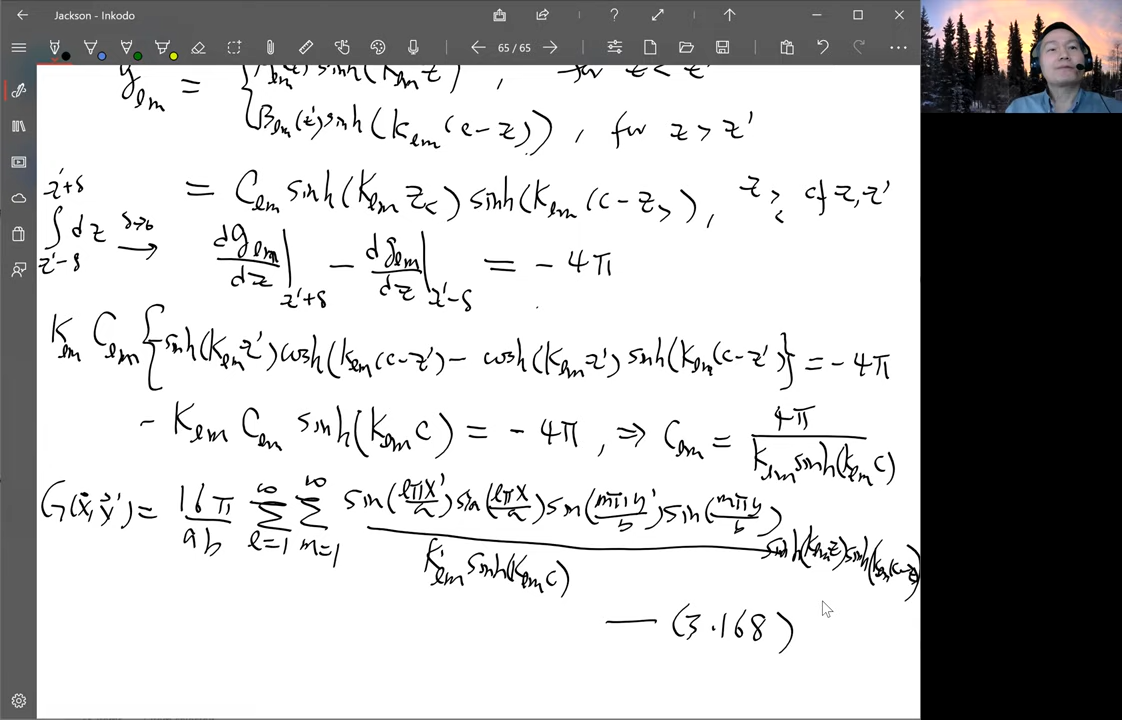 Jackson - Inkodo
65 / 65
g_{lm} = { A_{lm}(z') sinh(K_{lm} z) , for z < z'
B_{lm}(z') sinh(K_{lm}(c-z)) , for z > z'
= C_{lm} sinh(K_{lm} z_<) sinh(K_{lm}(c-z_>) , z_{>,<} of z, z'
∫_{z'-δ}^{z'+δ} dz →^{δ→0} dg_{lm}/dz |_{z'+δ} - dg_{lm}/dz |_{z'-δ} = - 4π
K_{lm} C_{lm} { -sinh(K_{lm}z') cosh(K_{lm}(c-z') - cosh(K_{lm}z') sinh(K_{lm}(c-z') } = - 4π
- K_{lm} C_{lm} sinh(K_{lm}c) = - 4π , ⇒ C_{lm} = 4π / K_{lm} sinh(K_{lm}c)
G(x⃗, x⃗') = 16π/ab Σ_{l=1}^{∞} Σ_{m=1}^{∞} sin(lπx'/a) sin(lπx/a) sin(mπy'/b) sin(mπy/b) / K_{lm} sinh(K_{lm}c) sinh(K_{lm}z) sinh(K_{lm}(c-z)
— (3.168)